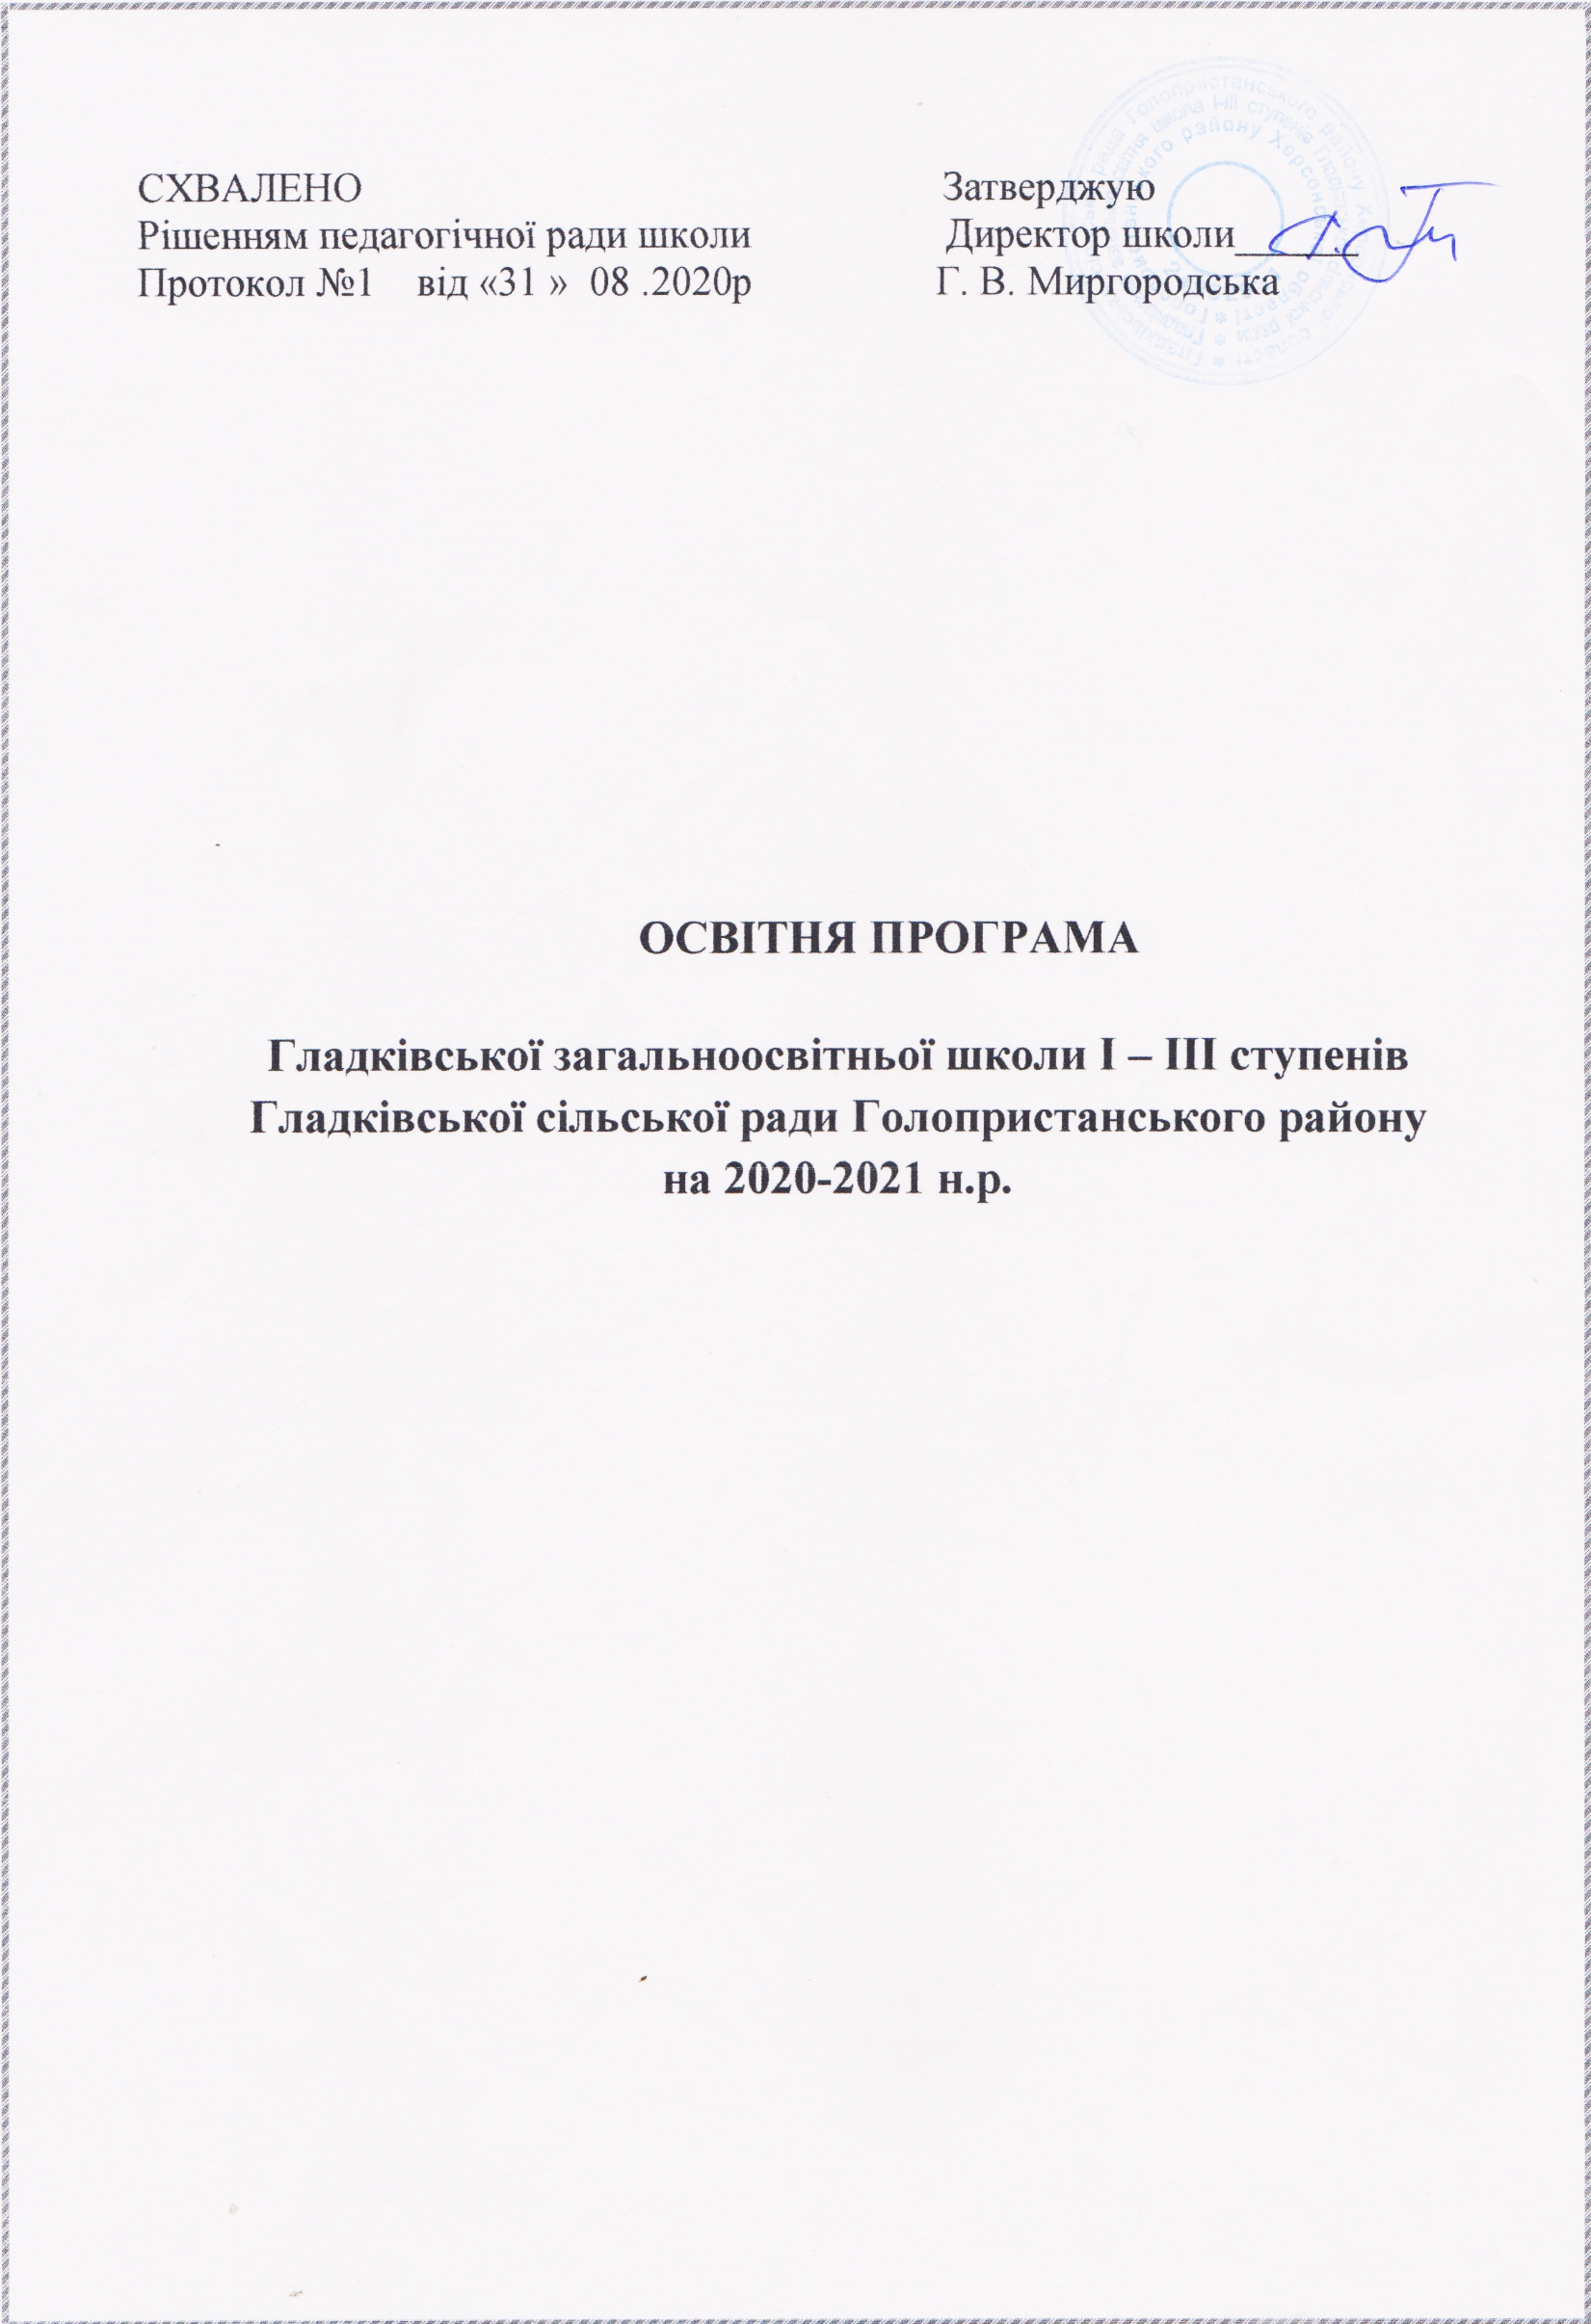 СХВАЛЕНО
Рішенням педагогічної ради школи
Протокол №1 від «31 » 08 .2020р
Затверджую
Директор школи______
Г. В. Миргородська
ОСВІТНЯ ПРОГРАМА
Гладківської загальноосвітньої школи І – ІІІ ступенів
Гладківської сільської ради Голопристанського району
на 2020-2021 н.р.